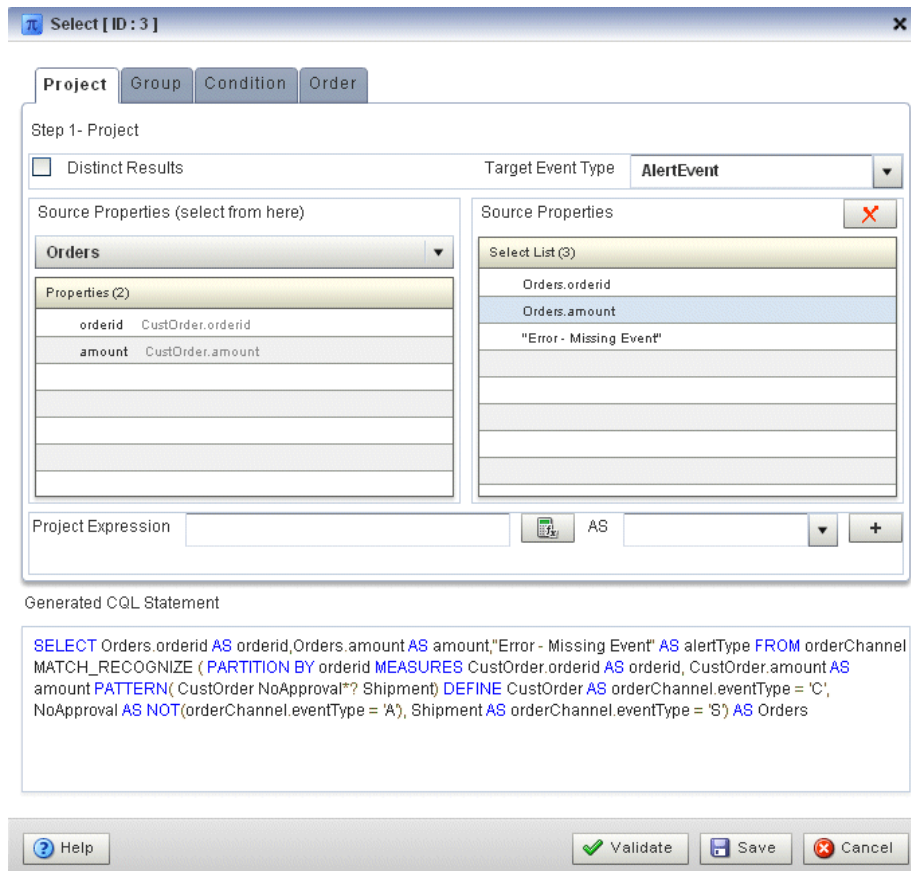 π Select [ ID : 3 ]
Project Group Condition Order
Step 1- Project
Distinct Results Target Event Type AlertEvent
Source Properties (select from here) Source Properties
Orders Select List (3)
Properties (2) Orders.orderid
orderid CustOrder.orderid Orders.amount
amount CustOrder.amount "Error - Missing Event"
Project Expression fx AS +
Generated CQL Statement
SELECT Orders.orderid AS orderid,Orders.amount AS amount,"Error - Missing Event" AS alertType FROM orderChannel
MATCH_RECOGNIZE ( PARTITION BY orderid MEASURES CustOrder.orderid AS orderid, CustOrder.amount AS
amount PATTERN( CustOrder NoApproval*? Shipment) DEFINE CustOrder AS orderChannel.eventType = 'C',
NoApproval AS NOT(orderChannel.eventType = 'A'), Shipment AS orderChannel.eventType = 'S') AS Orders
? Help Validate Save Cancel